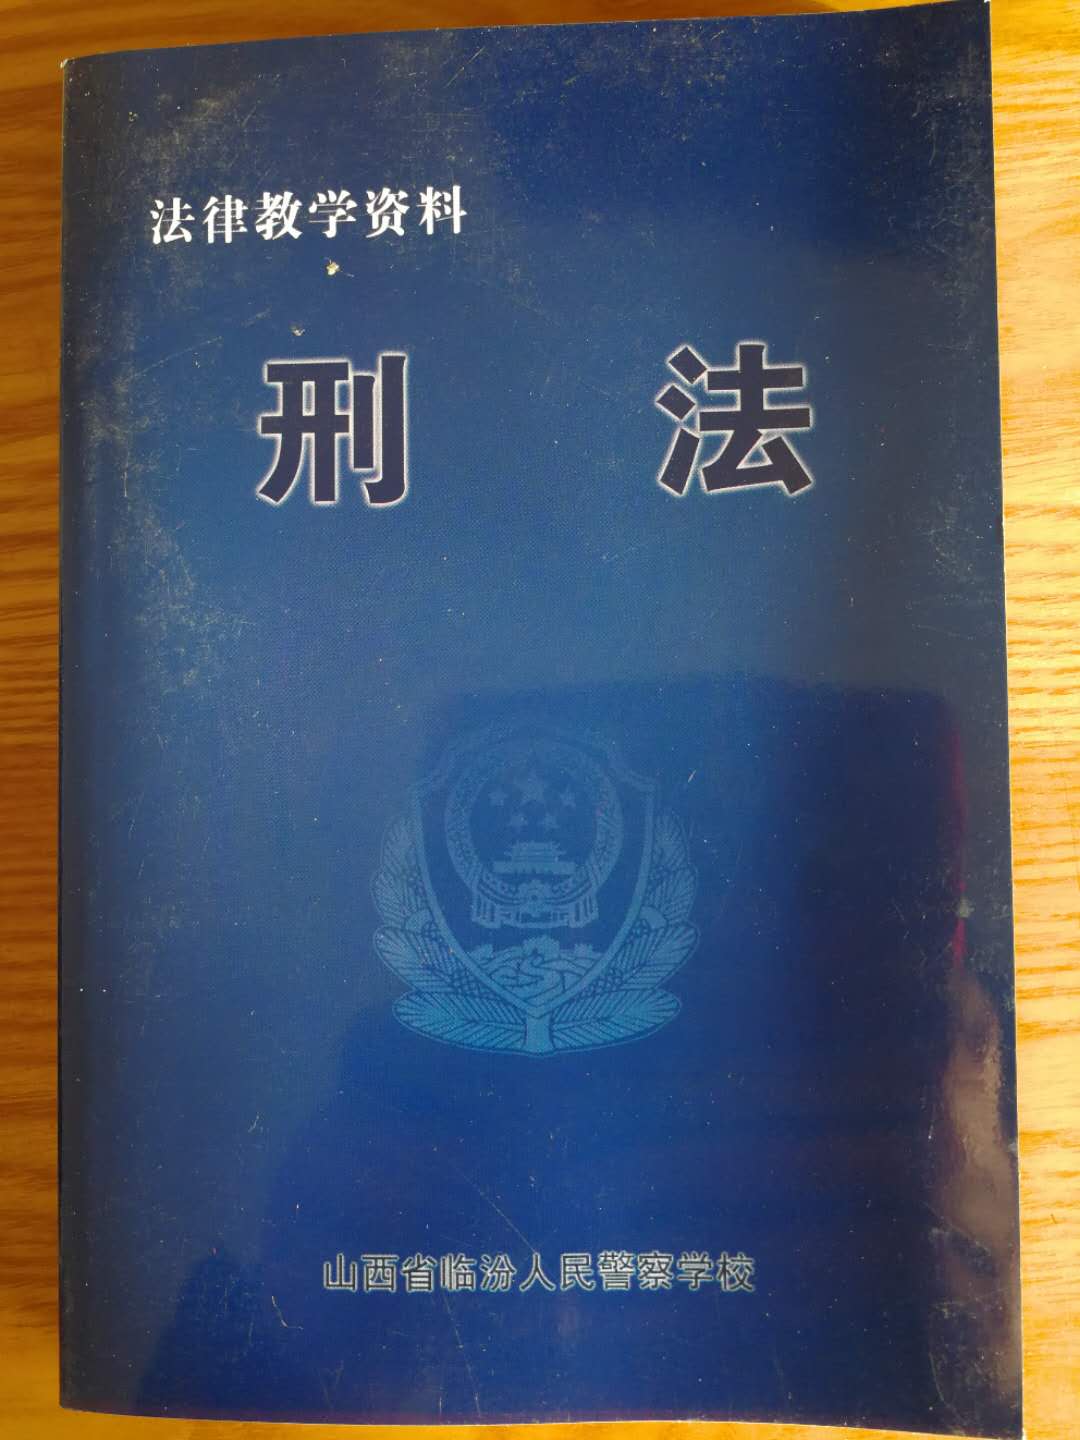 法律教学资料
刑法
山西省临汾人民警察学校